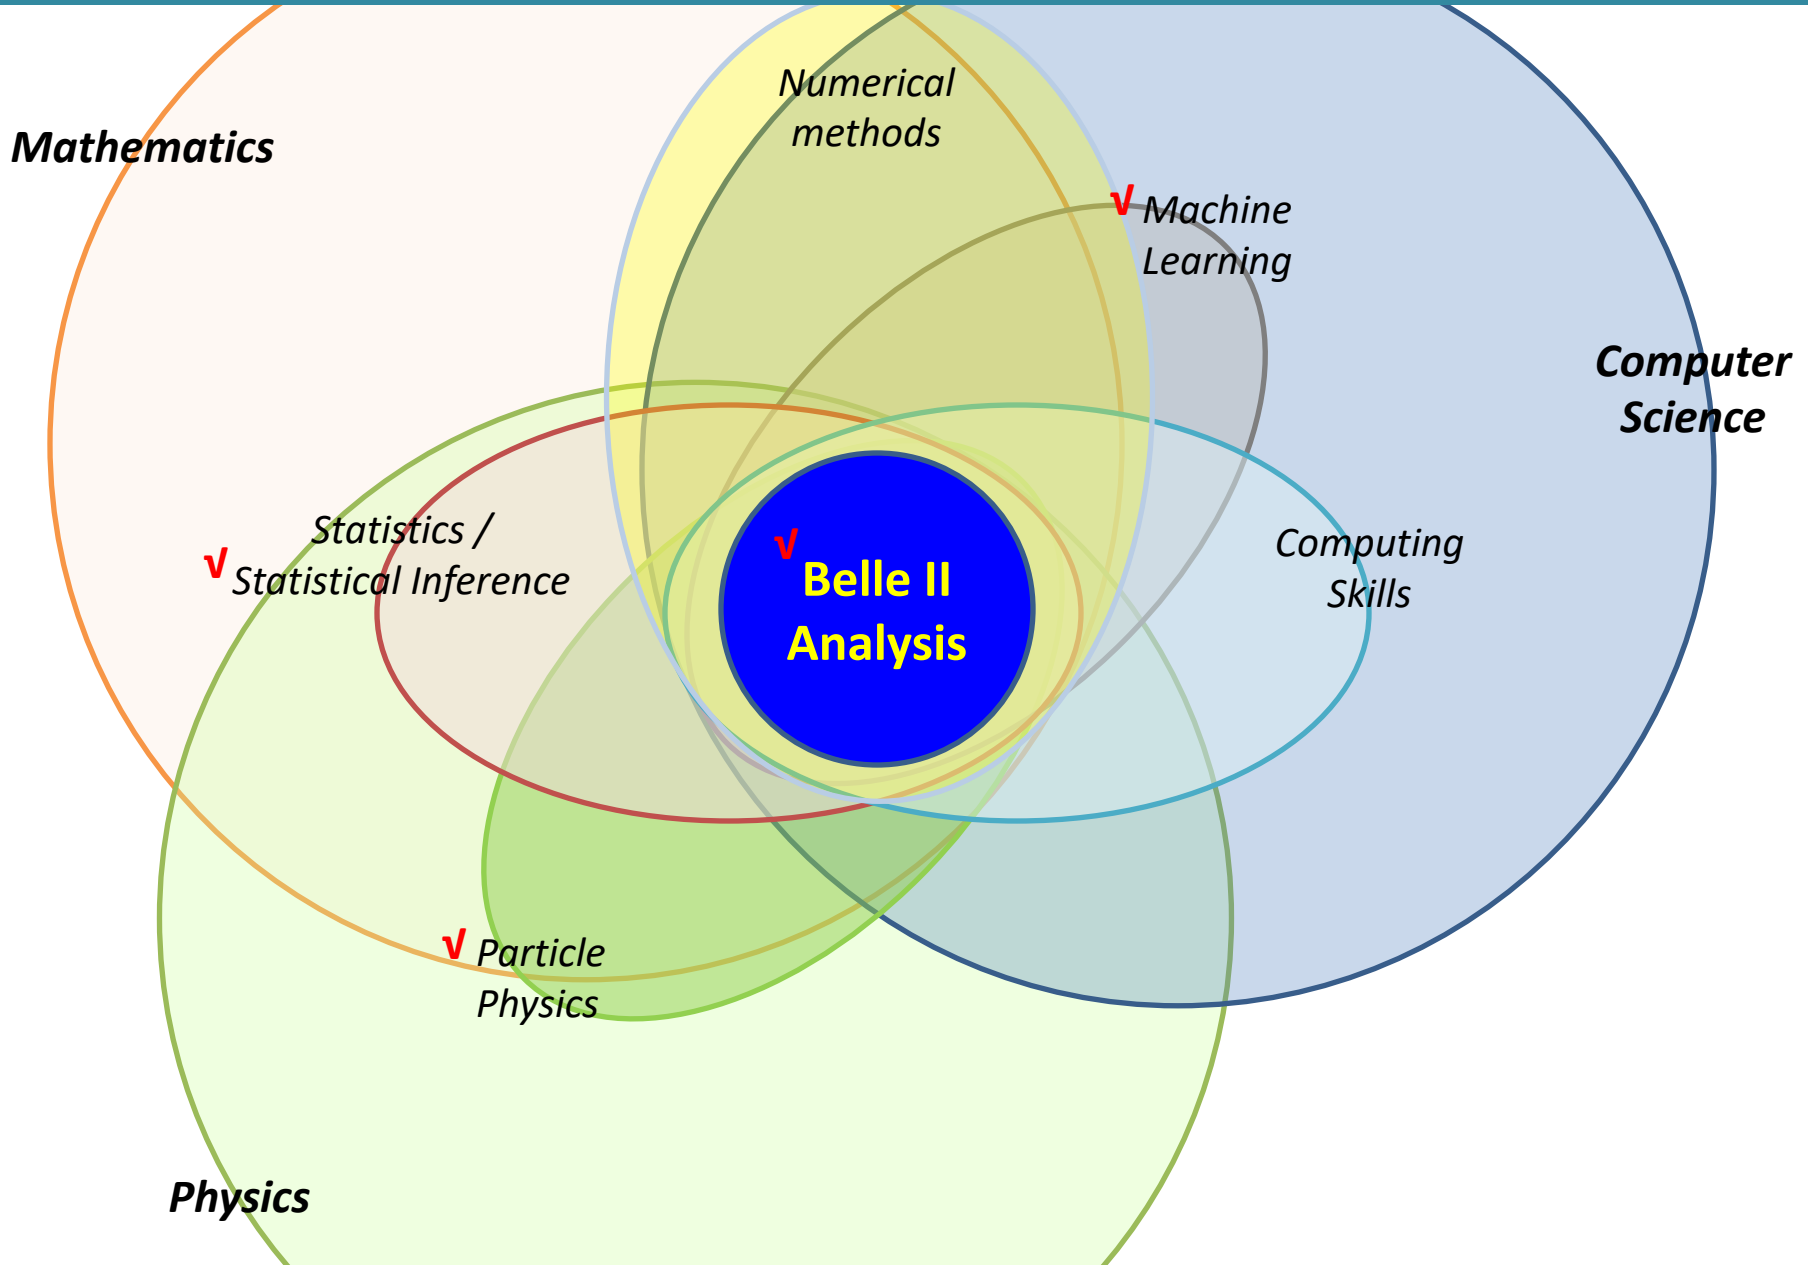 Numerical
methods
Mathematics
√ Machine
Learning
Computer
Science
Statistics /
√ Statistical Inference
Computing
Skills
√
Belle II
Analysis
√ Particle
Physics
Physics